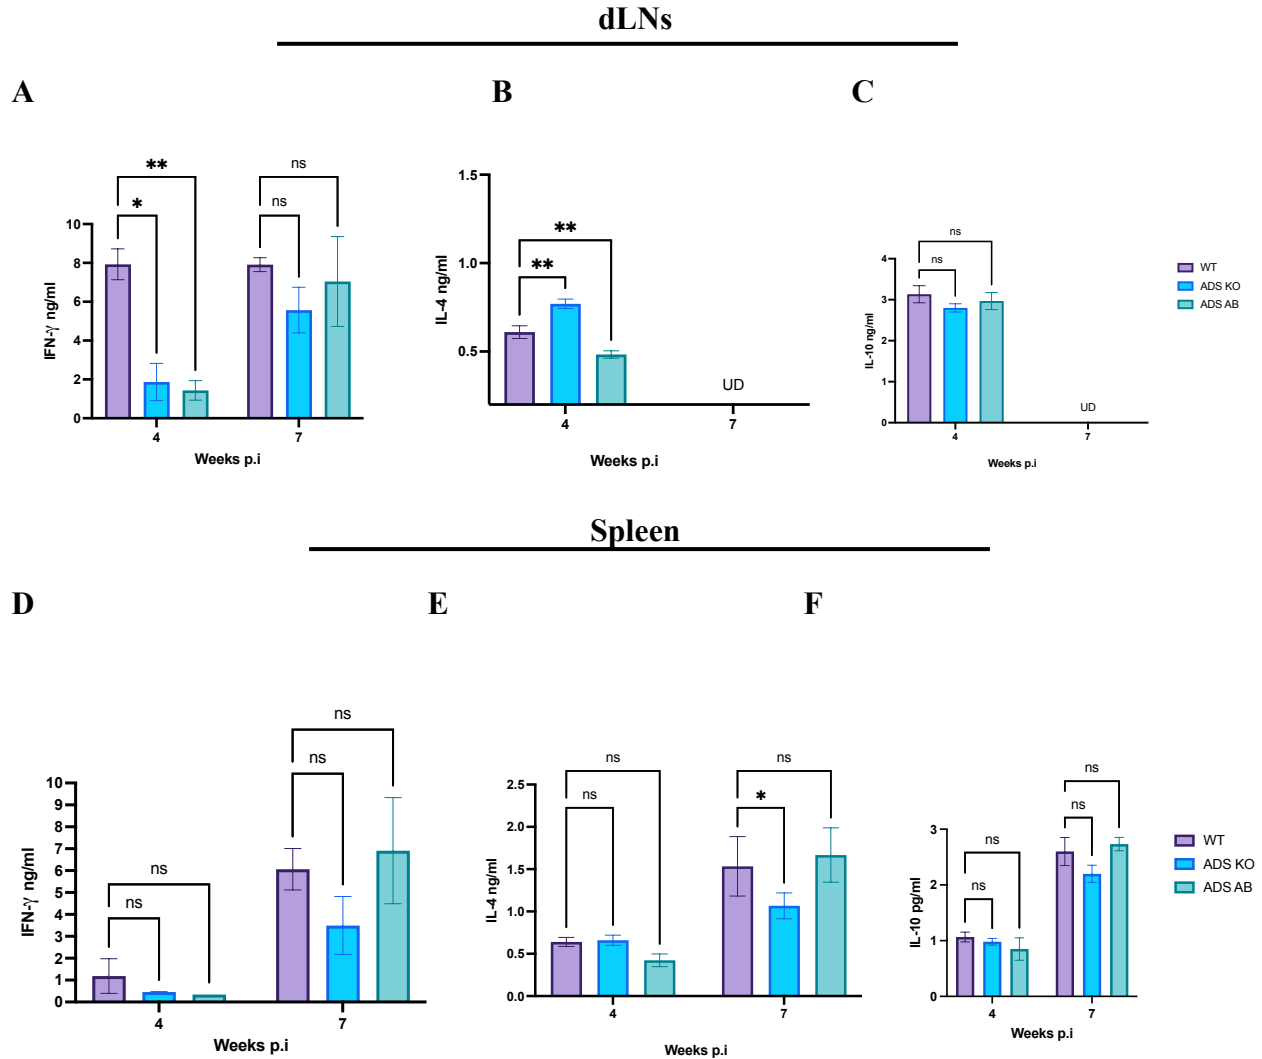 dLNs
A
B
C
** ns
* ns
10
8
6
4
2
0
IFN-γ ng/ml
4 7
Weeks p.i
1.5
1.0
0.5
IL-4 ng/ml
**
**
UD
4 7
Weeks p.i
4
3
2
1
0
IL-10 ng/ml
ns
ns
UD
4 7
Weeks p.i
WT
ADS KO
ADS AB
Spleen
D
E
F
10
9
8
7
6
5
4
3
2
1
0
IFN-γ ng/ml
ns
ns
ns
ns
4 7
Weeks p.i
2.5
2.0
1.5
1.0
0.5
0.0
IL-4 ng/ml
ns ns
ns *
4 7
Weeks p.i
3
2
1
0
IL-10 pg/ml
ns
ns
ns
ns
4 7
Weeks p.i
WT
ADS KO
ADS AB